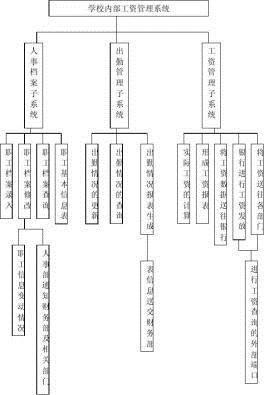 学校内部工资管理系统
人事档案子系统
出勤管理子系统
工资管理子系统
职工档案录入
职工档案修改
职工档案查询
职工基本信息表
出勤情况的更新
出勤情况的查询
出勤情况报表生成
实际工资的计算
形成工资报表
将工资数据送往银行
银行进行工资发放
将工资送往各部门
职工信息变动情况
人事部通知财务部及相关部门
表信息送交财务部
进行工资查询的外部端口